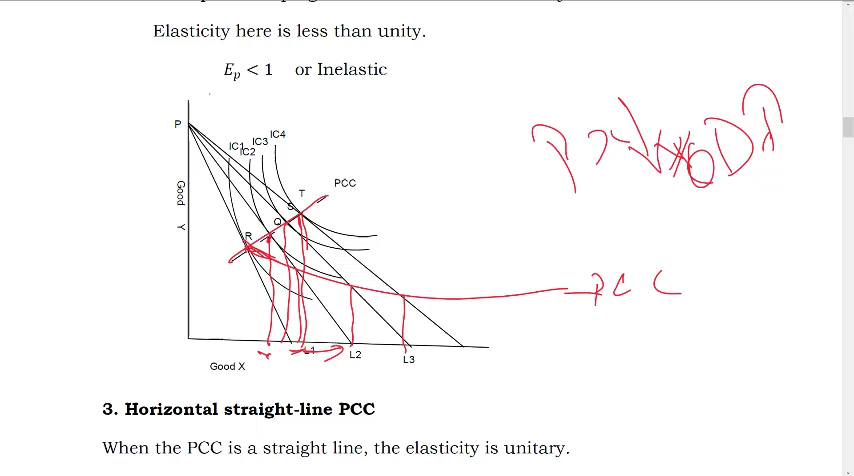 Elasticity here is less than unity.
E_p < 1 or Inelastic
P
IC1
IC2
IC3
IC4
T
PCC
S
Q
R
Good Y
PCC
L1
L2
L3
Good X
3. Horizontal straight-line PCC
When the PCC is a straight line, the elasticity is unitary.